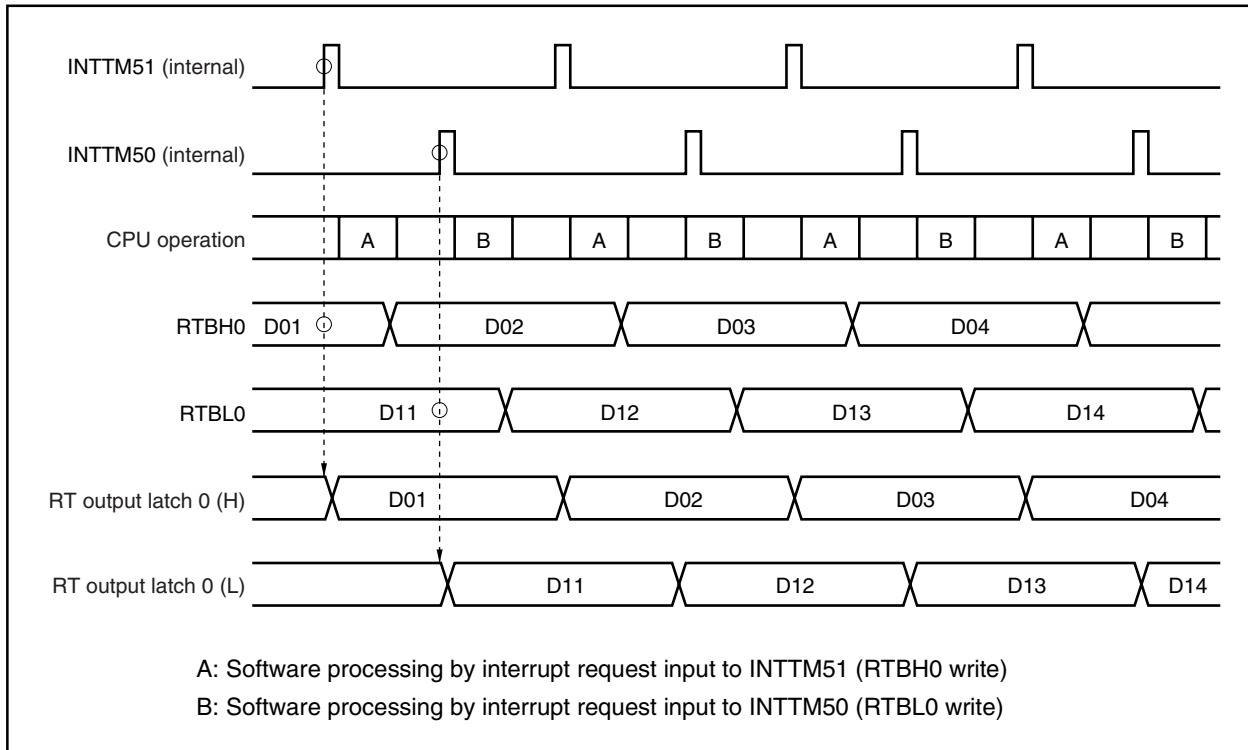 INTTM51 (internal)
INTTM50 (internal)
CPU operation A B A B A B A B
RTBH0 D01 D02 D03 D04
RTBL0 D11 D12 D13 D14
RT output latch 0 (H) D01 D02 D03 D04
RT output latch 0 (L) D11 D12 D13 D14
A: Software processing by interrupt request input to INTTM51 (RTBH0 write)
B: Software processing by interrupt request input to INTTM50 (RTBL0 write)